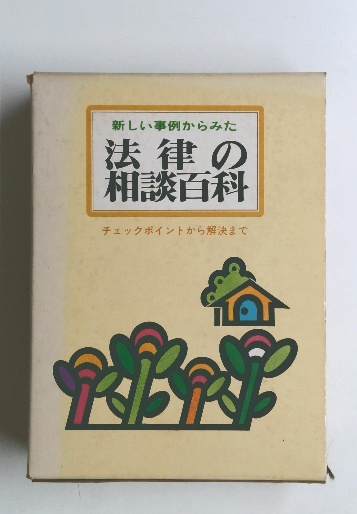 新しい事例からみた
法律の
相談百科
チェックポイントから解決まで